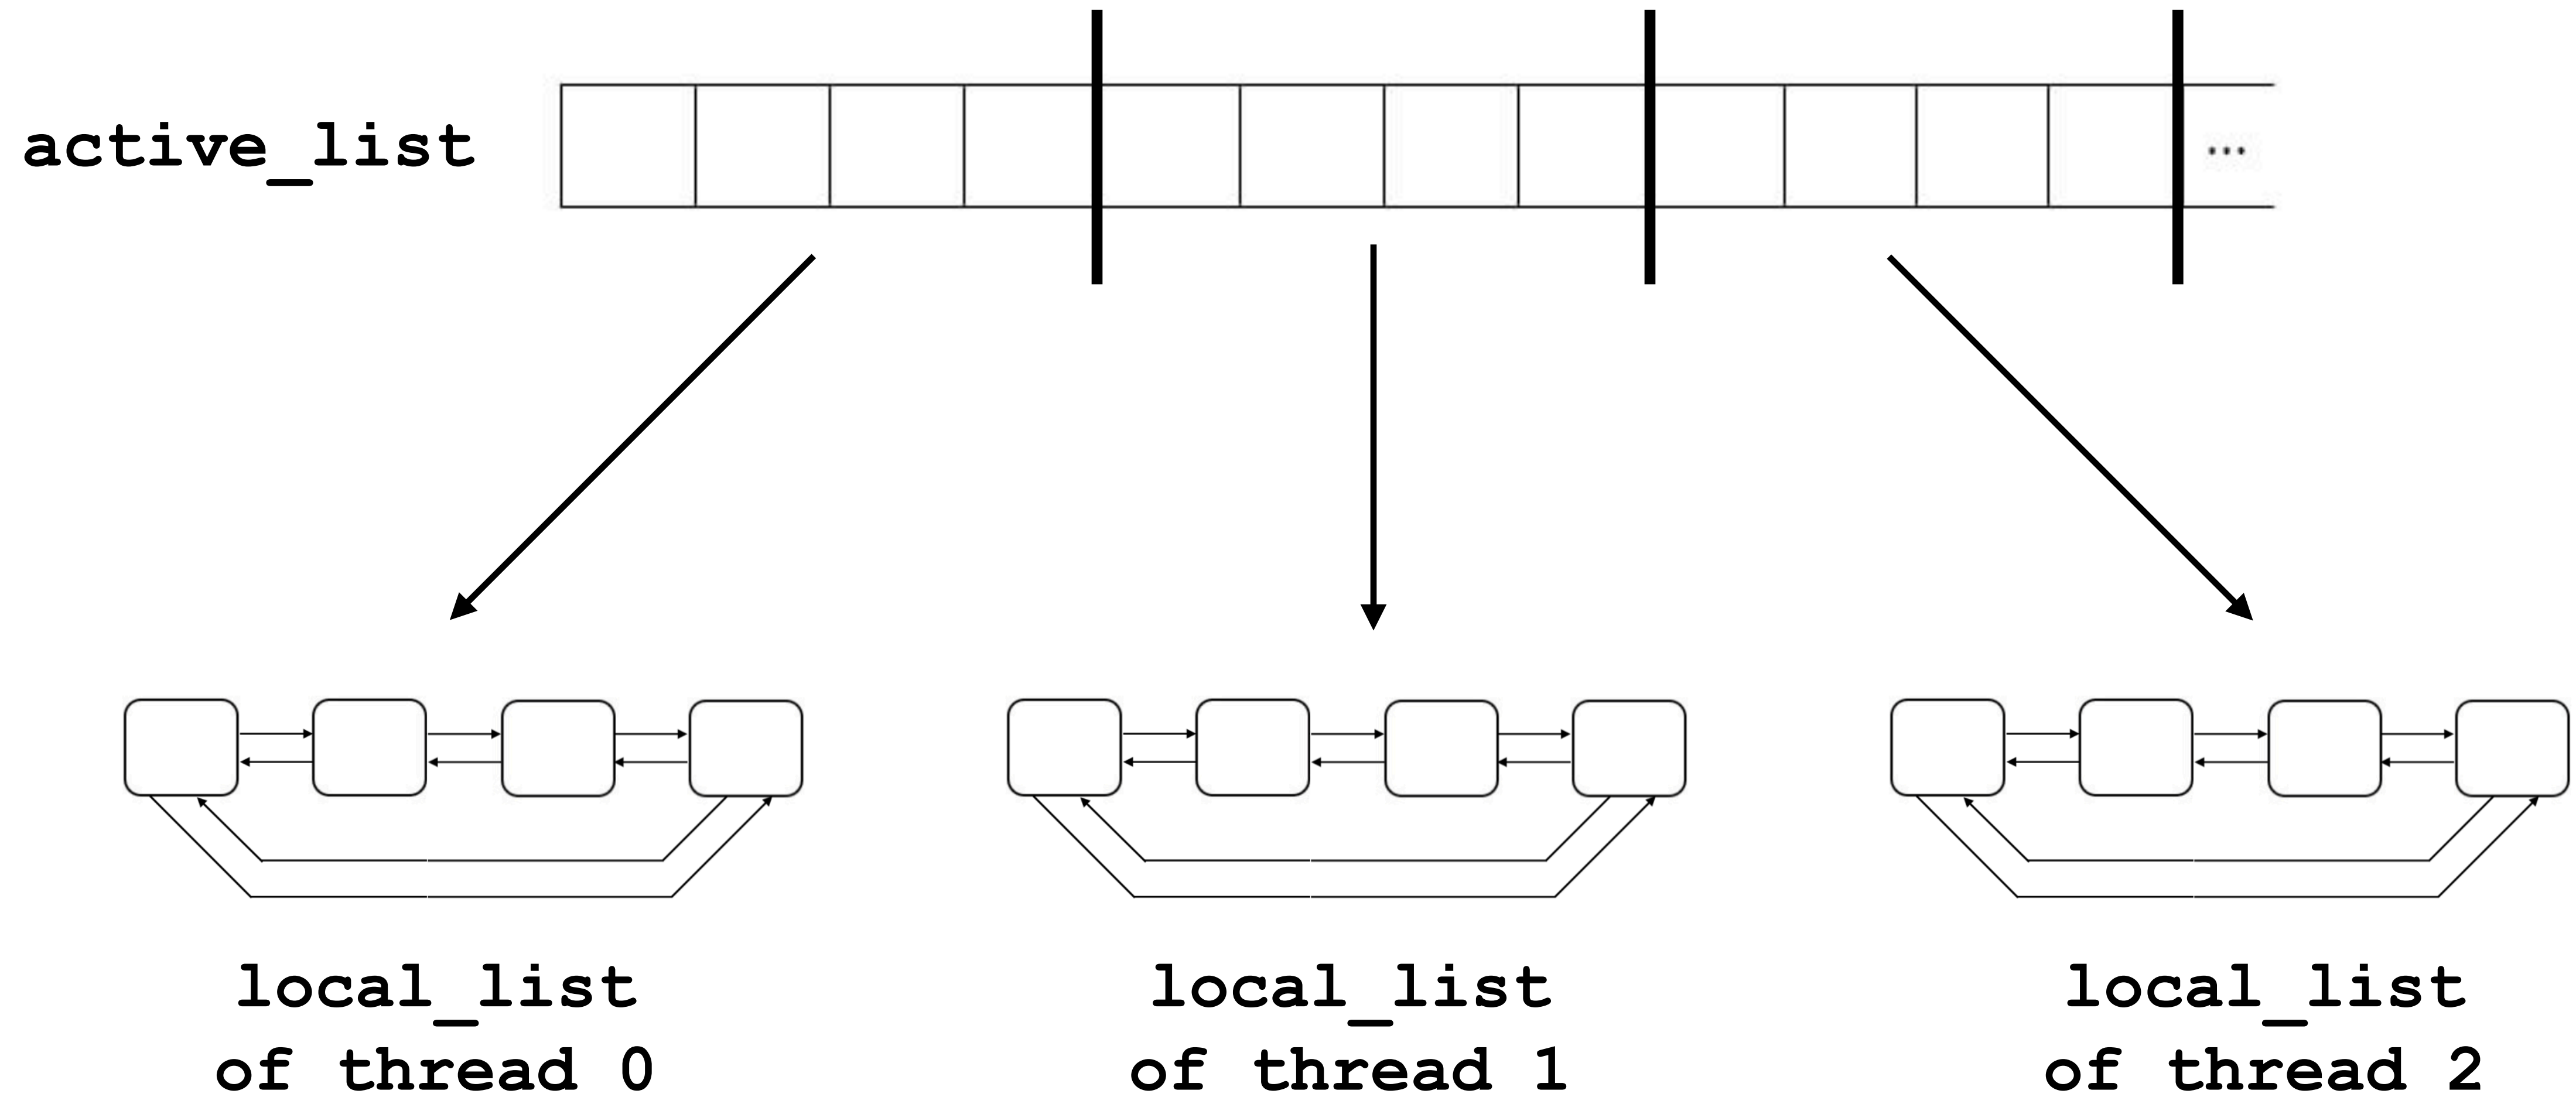 active_list
...
local_list
of thread 0
local_list
of thread 1
local_list
of thread 2